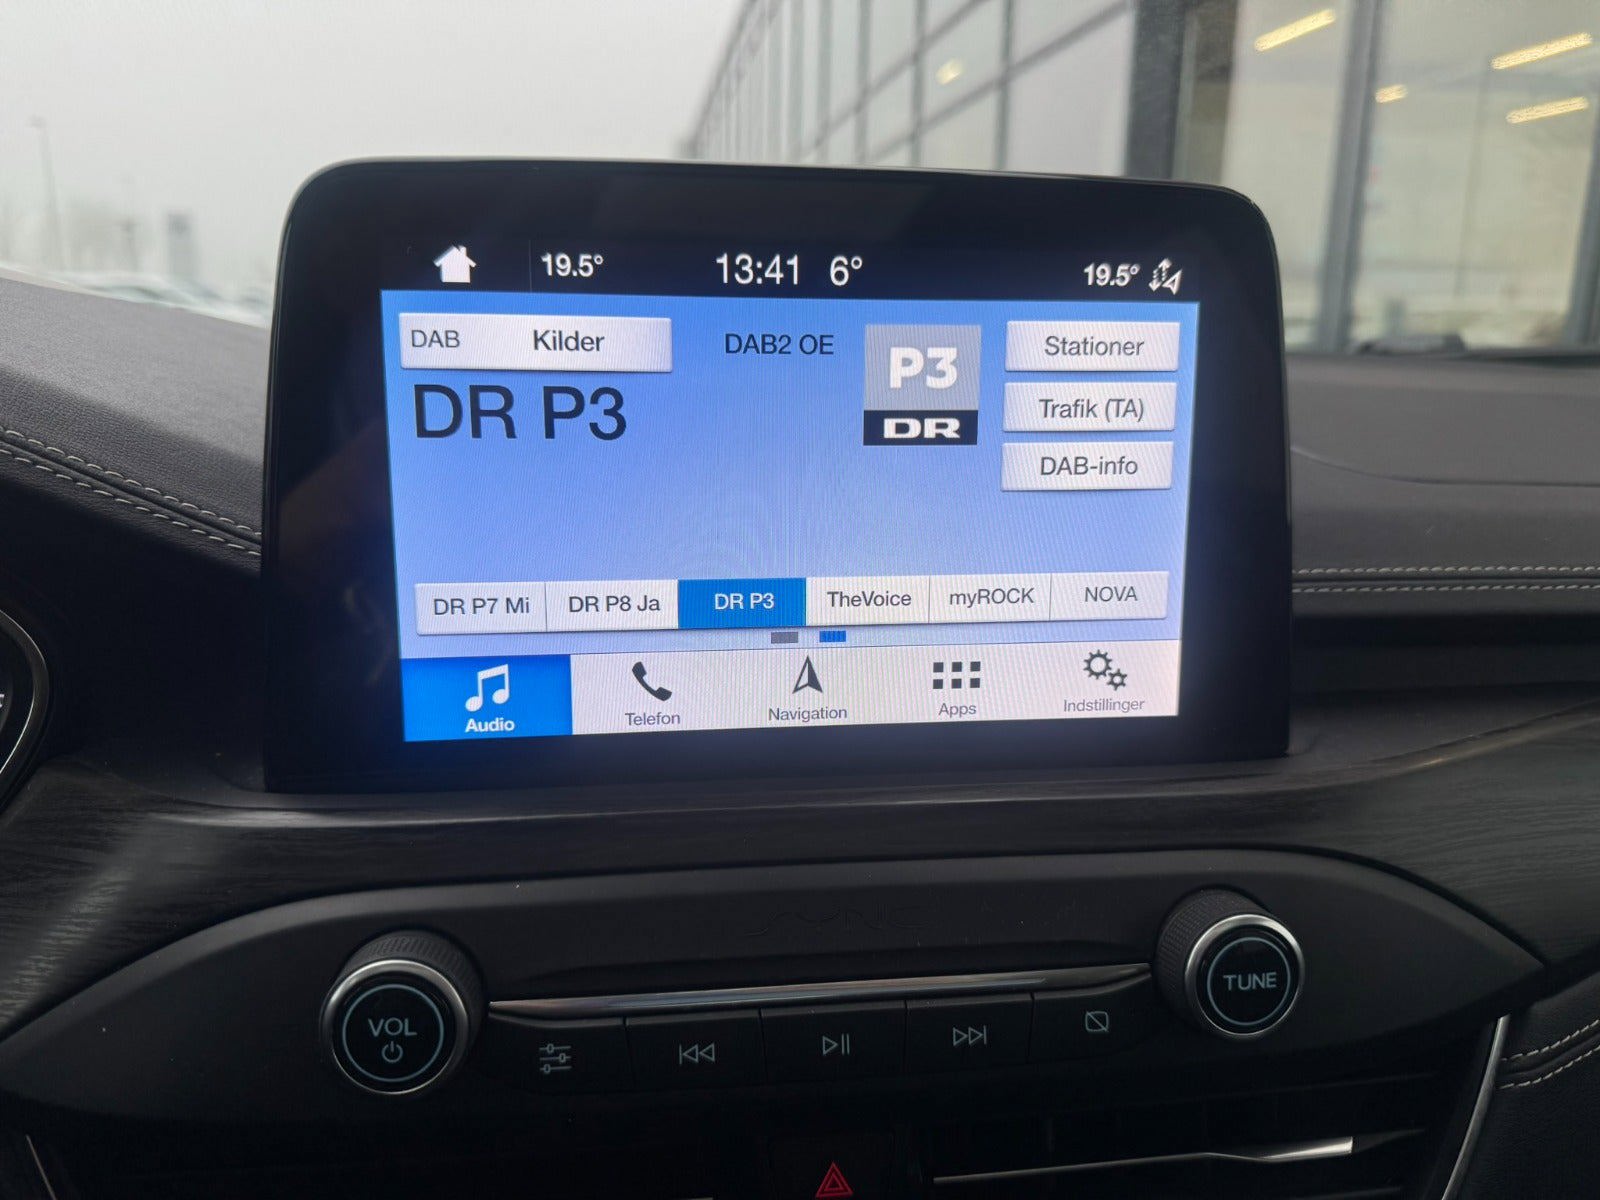 19.5° 13:41 6° 19.5°
DAB Kilder DAB2 OE P3 Stationer
DR P3 DR Trafik (TA)
DAB-info
DR P7 Mi DR P8 Ja DR P3 TheVoice myROCK NOVA
Audio Telefon Navigation Apps Indstillinger
SYNC
VOL TUNE